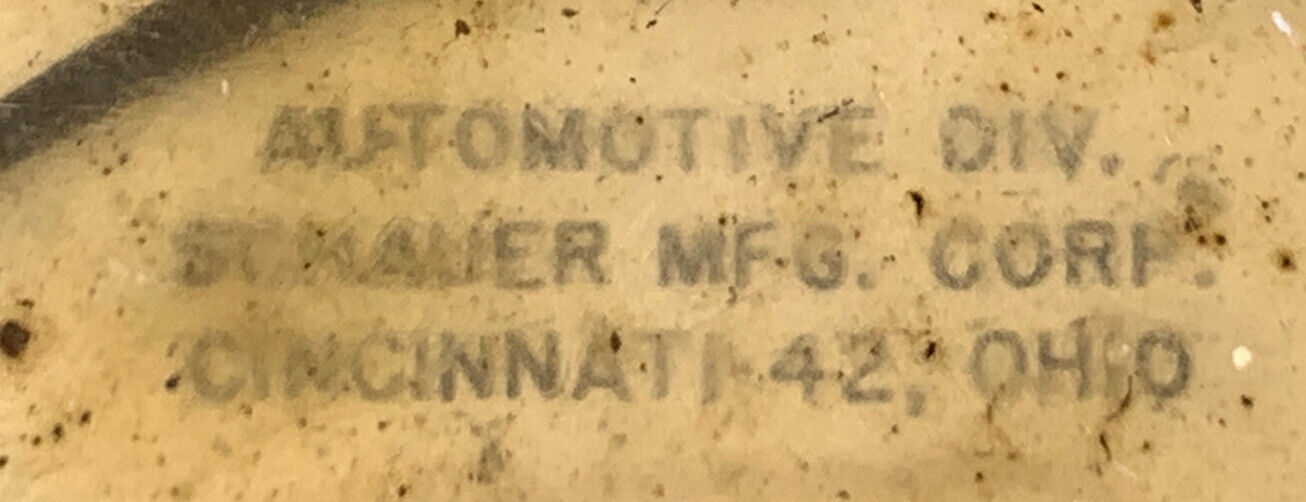 AUTOMOTIVE DIV.
SCHAUER MFG. CORP.
CINCINNATI 42, OHIO